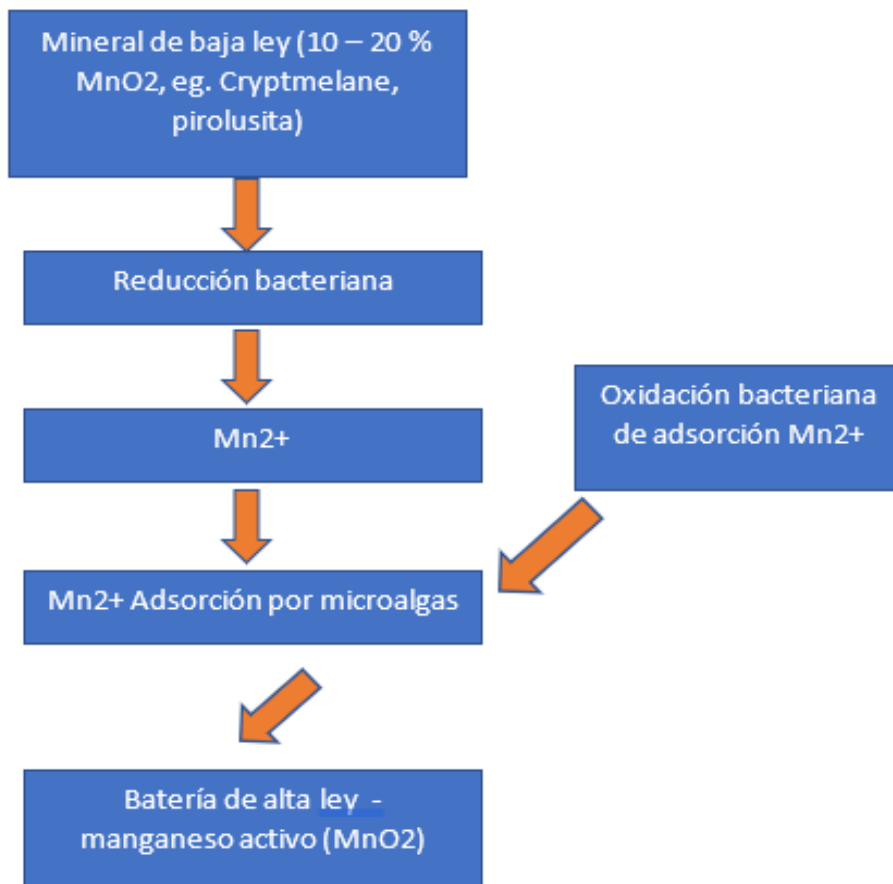 Mineral de baja ley (10 – 20 %
MnO2, eg. Cryptmelane,
pirolusita)
Reducción bacteriana
Mn2+
Oxidación bacteriana
de adsorción Mn2+
Mn2+ Adsorción por microalgas
Batería de alta ley -
manganeso activo (MnO2)